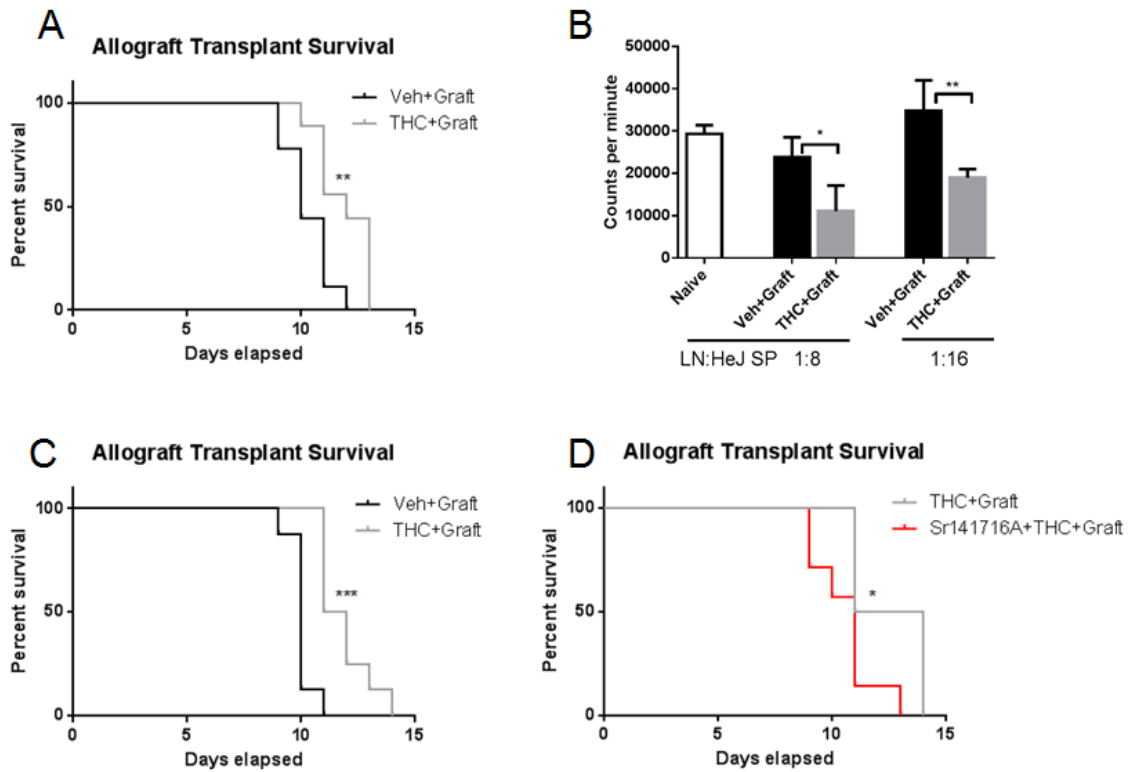 A
Allograft Transplant Survival
Veh+Graft
THC+Graft
**
Percent survival
100
50
0
0 5 10 15
Days elapsed
B
Counts per minute
50000
40000
30000
20000
10000
0
*
**
Naive
Veh+Graft
THC+Graft
Veh+Graft
THC+Graft
LN:HeJ SP 1:8 1:16
C
Allograft Transplant Survival
Veh+Graft
THC+Graft
***
Percent survival
100
50
0
0 5 10 15
Days elapsed
D
Allograft Transplant Survival
THC+Graft
Sr141716A+THC+Graft
*
Percent survival
100
50
0
0 5 10 15
Days elapsed